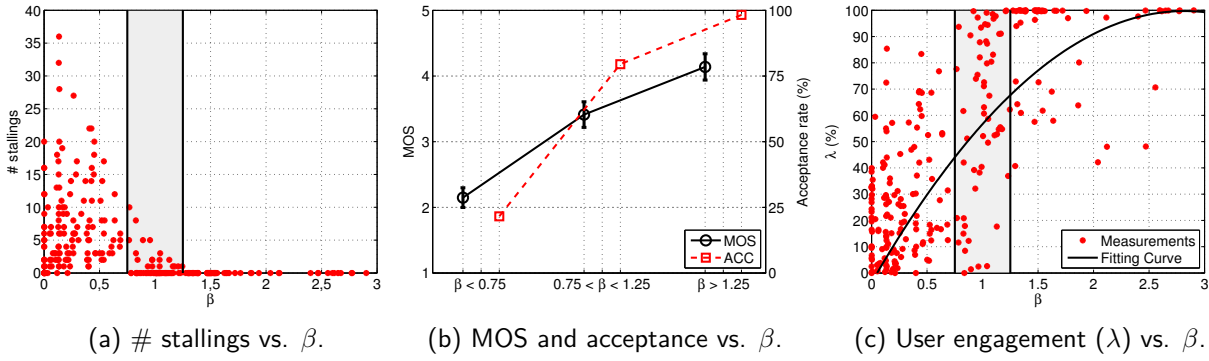 40
35
30
25
20
15
10
5
0
# stallings
0
0,5
1
1,5
2
2,5
3
β
(a) # stallings vs. β.
5
4
3
2
1
MOS
100
75
50
25
0
Acceptance rate (%)
MOS
ACC
β < 0.75
0.75 < β < 1.25
β > 1.25
(b) MOS and acceptance vs. β.
100
90
80
70
60
50
40
30
20
10
0
λ (%)
Measurements
Fitting Curve
0
0.5
1
1.5
2
2.5
3
β
(c) User engagement (λ) vs. β.